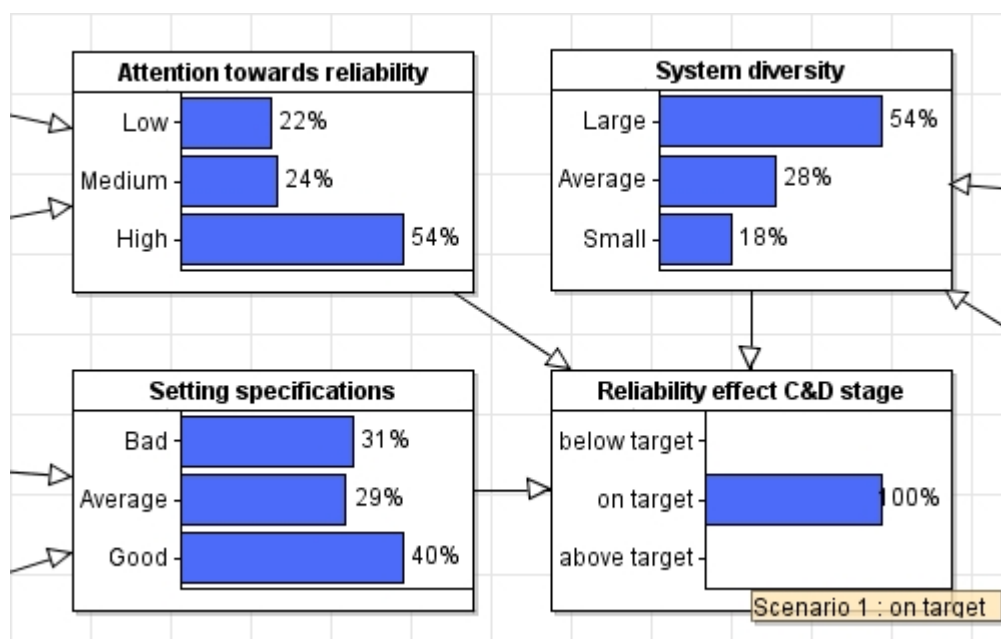 Attention towards reliability
Low 22%
Medium 24%
High 54%
System diversity
Large 54%
Average 28%
Small 18%
Setting specifications
Bad 31%
Average 29%
Good 40%
Reliability effect C&D stage
below target
on target 100%
above target
Scenario 1 : on target